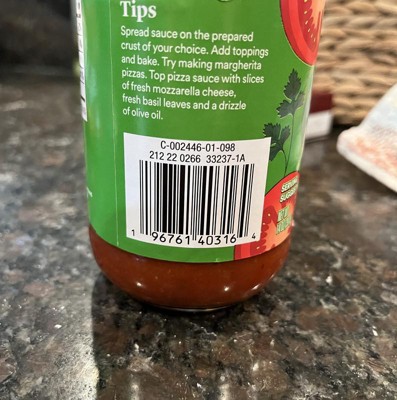 Tips
Spread sauce on the prepared
crust of your choice. Add toppings
and bake. Try making margherita
pizzas. Top pizza sauce with slices
of fresh mozzarella cheese,
fresh basil leaves and a drizzle
of olive oil.
C-002446-01-098
212 22 0266 33237-1A
1 96761 40316 4